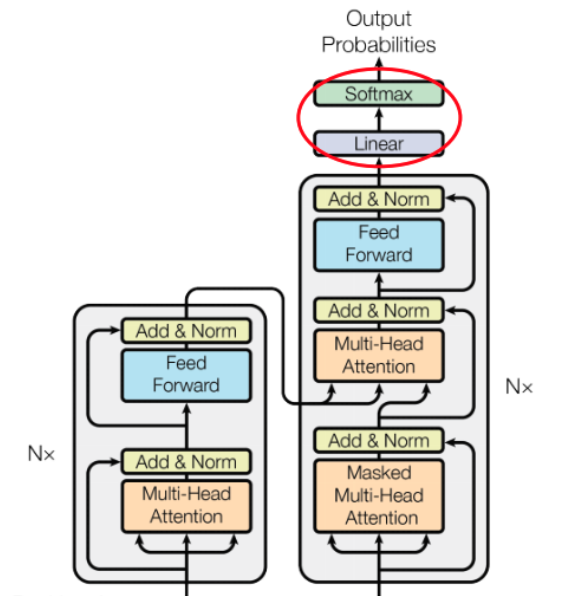 Output
Probabilities
Softmax
Linear
Add & Norm
Feed
Forward
Add & Norm
Multi-Head
Attention
Add & Norm
Masked
Multi-Head
Attention
Nx
Add & Norm
Feed
Forward
Add & Norm
Multi-Head
Attention
Nx